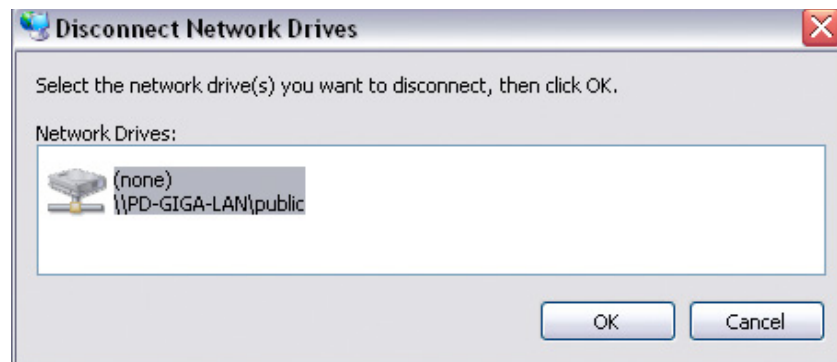 Disconnect Network Drives
Select the network drive(s) you want to disconnect, then click OK.
Network Drives:
(none)
\\PD-GIGA-LAN\public
OK
Cancel